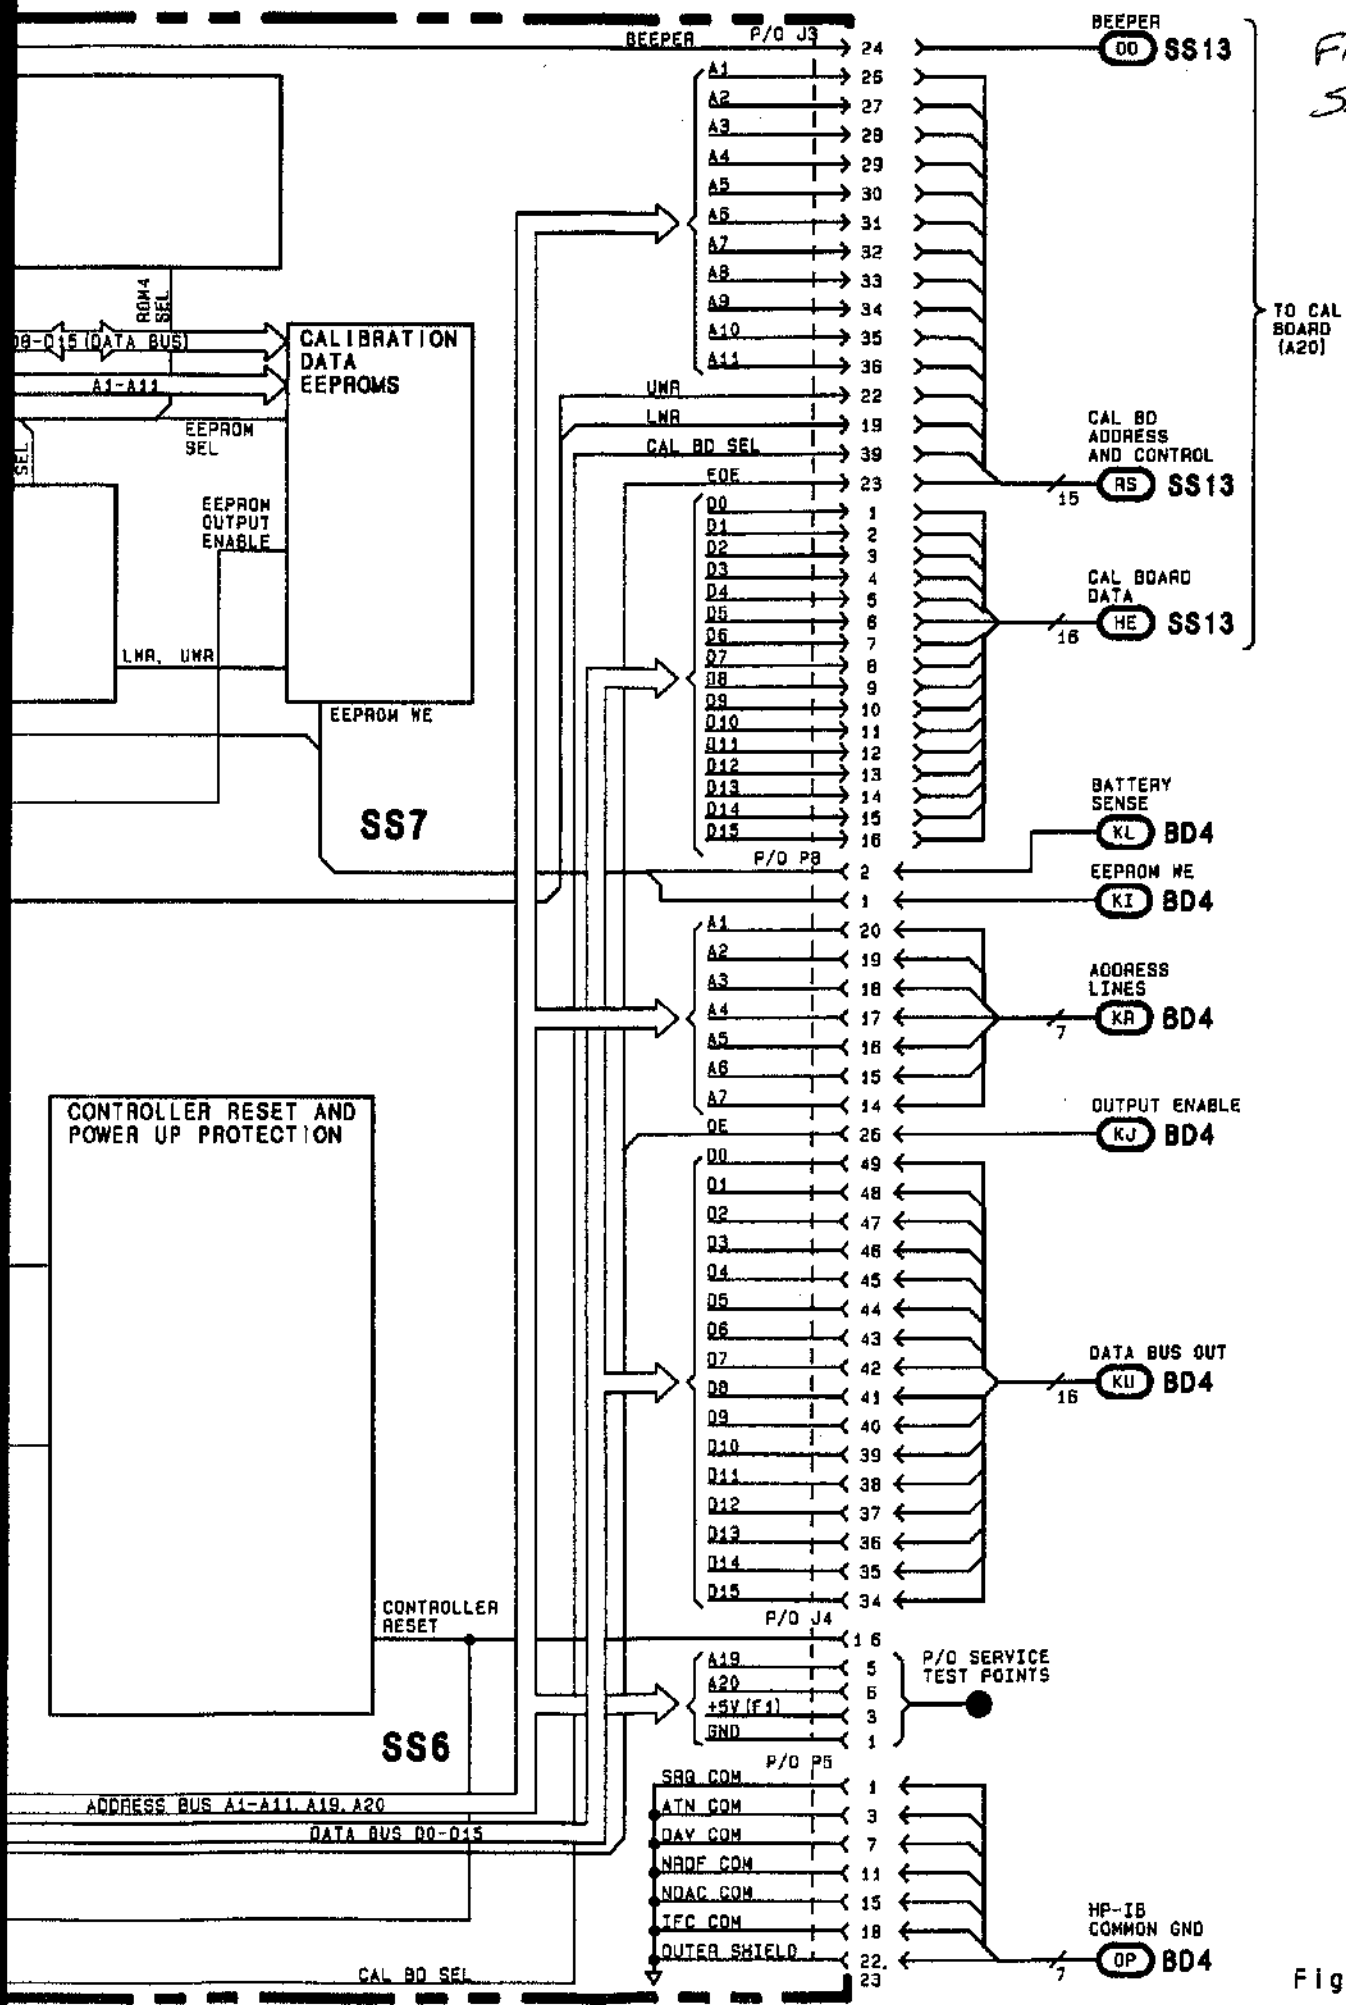 BEEPER
P/O J3
24
BEEPER
OO SS13
A1
25
A2
27
A3
28
A4
29
A5
30
A6
31
A7
32
A8
33
A9
34
A10
35
A11
36
TO CAL
BOARD
(A20)
ROM4
SEL
D8-D15 (DATA BUS)
A1-A11
CALIBRATION
DATA
EEPROMS
EEPROM
SEL
SEL
EEPROM
OUTPUT
ENABLE
LWR, UWR
EEPROM WE
SS7
UWR
22
LWR
19
CAL BD SEL
39
EOE
23
CAL BD
ADDRESS
AND CONTROL
RS SS13
15
D0
1
D1
2
D2
3
D3
4
D4
5
D5
6
D6
7
D7
8
D8
9
D9
10
D10
11
D11
12
D12
13
D13
14
D14
15
D15
16
CAL BOARD
DATA
HE SS13
16
P/O P8
2
1
BATTERY
SENSE
KL BD4
EEPROM WE
KI BD4
A1
20
A2
19
A3
18
A4
17
A5
16
A6
15
A7
14
ADDRESS
LINES
KR BD4
7
OE
26
OUTPUT ENABLE
KJ BD4
D0
49
D1
48
D2
47
D3
46
D4
45
D5
44
D6
43
D7
42
D8
41
D9
40
D10
39
D11
38
D12
37
D13
36
D14
35
D15
34
DATA BUS OUT
KU BD4
16
CONTROLLER RESET AND
POWER UP PROTECTION
CONTROLLER
RESET
SS6
P/O J4
16
A19
5
A20
6
+5V (F1)
3
GND
1
P/O SERVICE
TEST POINTS
ADDRESS BUS A1-A11, A19, A20
DATA BUS D0-D15
CAL BD SEL
P/O P5
SRQ COM
1
ATN COM
3
DAV COM
7
NRDF COM
11
NDAC COM
15
IFC COM
18
OUTER SHIELD
22,
23
HP-IB
COMMON GND
OP BD4
7
Fig